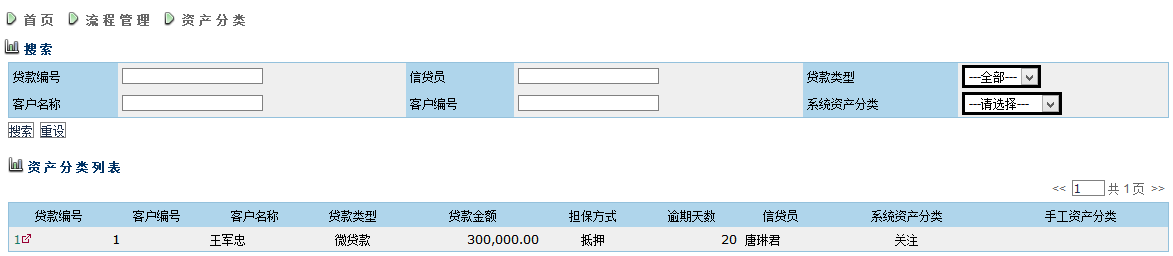 首页 流程管理 资产分类
搜索
贷款编号 信贷员 贷款类型 ---全部---
客户名称 客户编号 系统资产分类 ---请选择---
搜索 重设
资产分类列表
<< 1 共 1 页 >>
贷款编号 客户编号 客户名称 贷款类型 贷款金额 担保方式 逾期天数 信贷员 系统资产分类 手工资产分类
1 1 王军忠 微贷款 300,000.00 抵押 20 唐琳君 关注